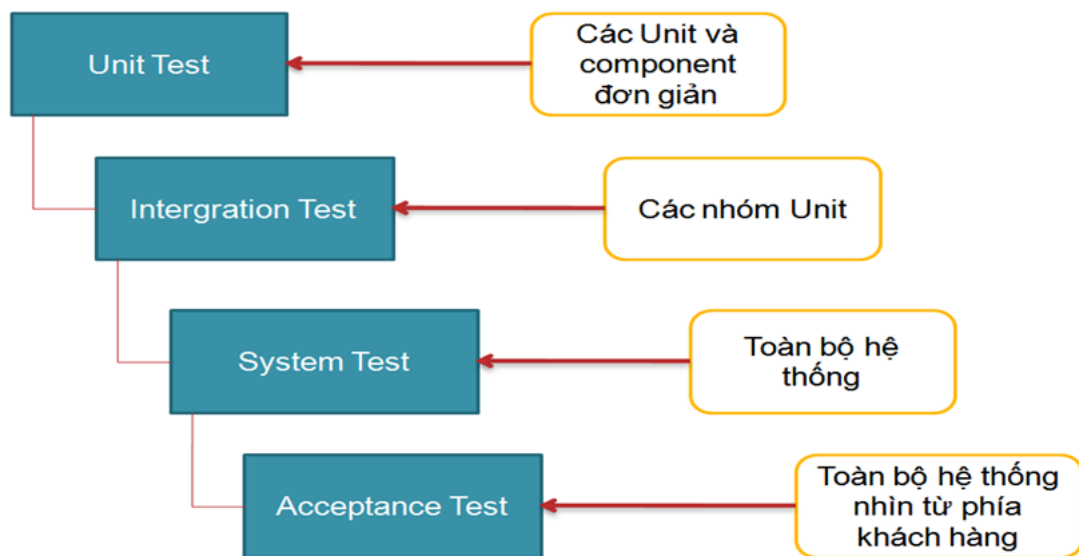 Unit Test
Các Unit và
component
đơn giản
Intergration Test
Các nhóm Unit
System Test
Toàn bộ hệ
thống
Acceptance Test
Toàn bộ hệ thống
nhìn từ phía
khách hàng